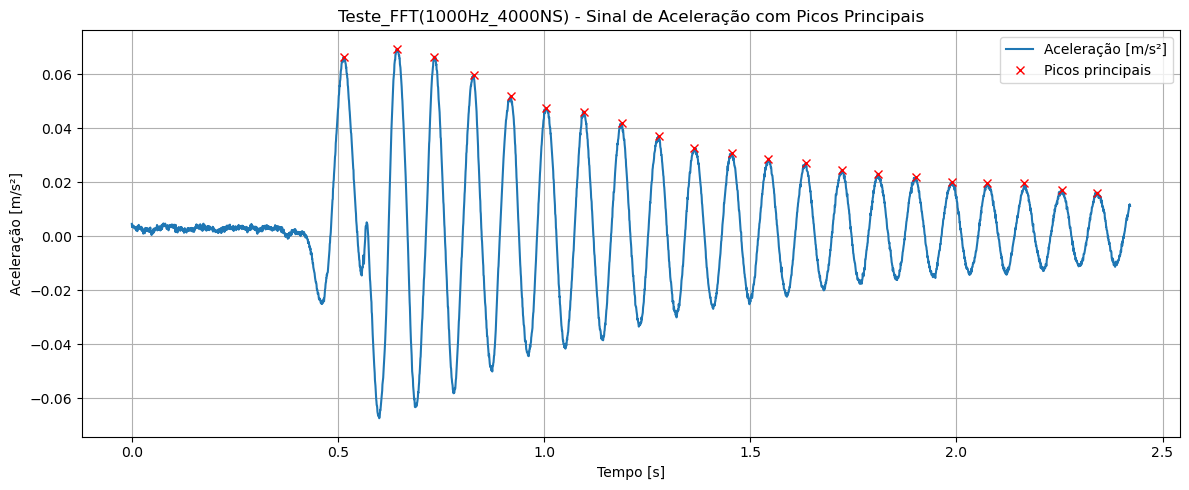 Teste_FFT(1000Hz_4000NS) - Sinal de Aceleração com Picos Principais
Aceleração [m/s²]
Picos principais
0.06
0.04
0.02
0.00
−0.02
−0.04
−0.06
Aceleração [m/s²]
0.0
0.5
1.0
1.5
2.0
2.5
Tempo [s]